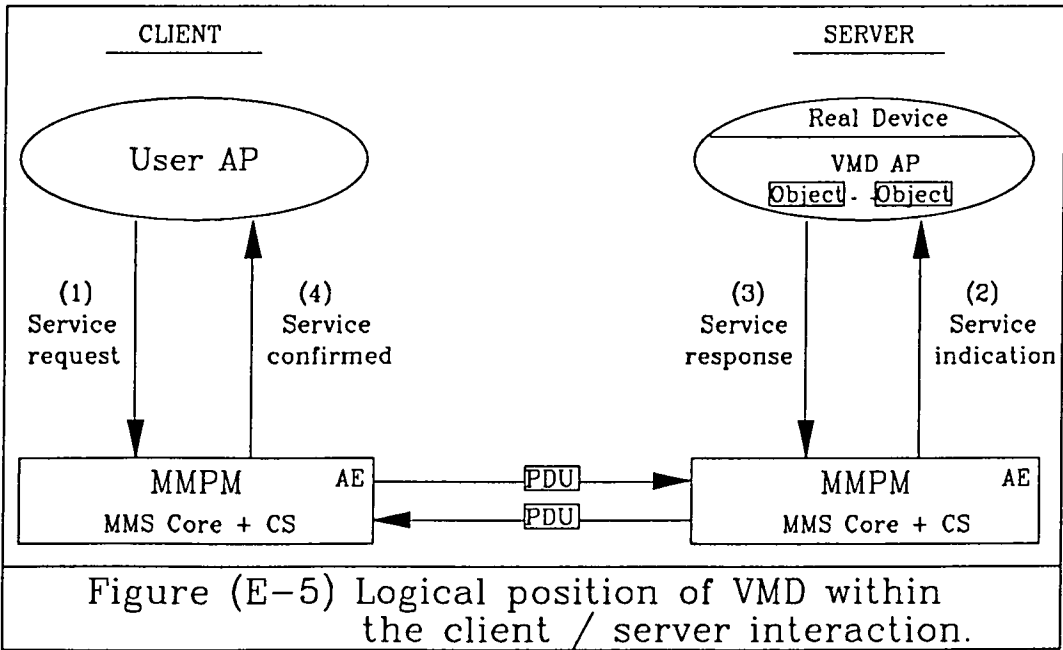 CLIENT
SERVER
User AP
Real Device
VMD AP
Object - - Object
(1)
Service
request
(4)
Service
confirmed
(3)
Service
response
(2)
Service
indication
MMPM AE
MMS Core + CS
PDU
PDU
MMPM AE
MMS Core + CS
Figure (E-5) Logical position of VMD within
the client / server interaction.